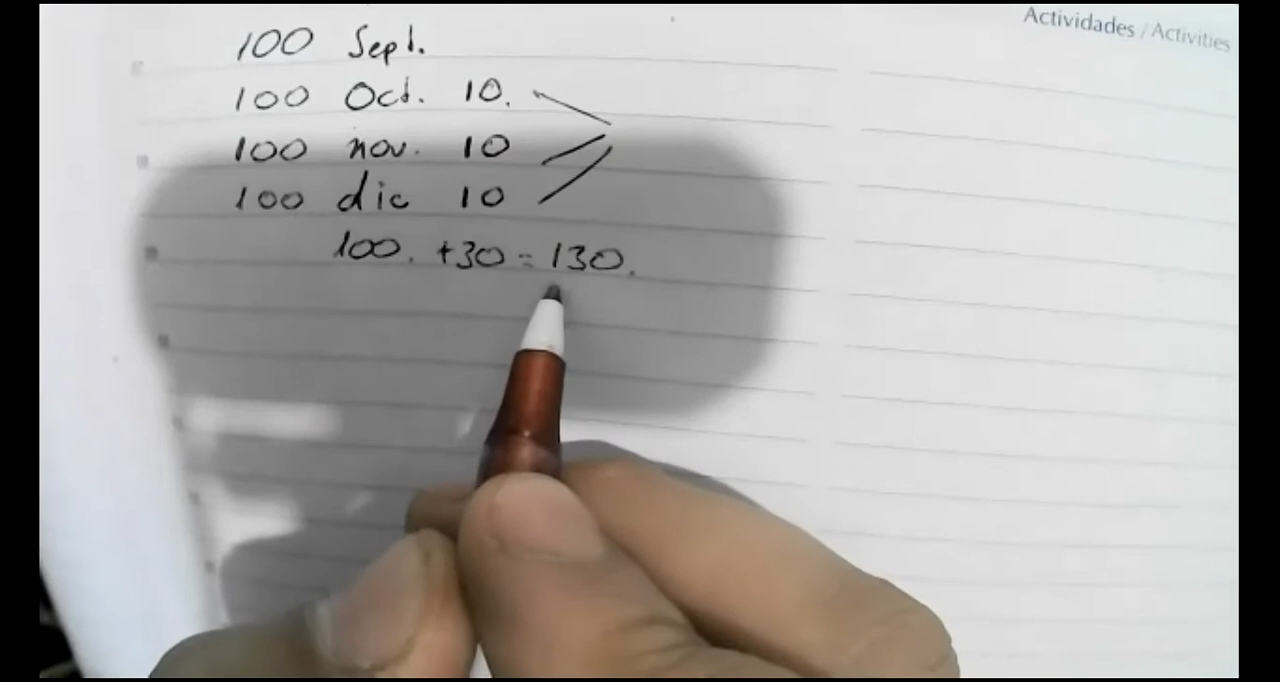 Actividades / Activities
100 Sept.
100 Oct. 10.
100 nov. 10
100 dic 10
100. +30 = 130.